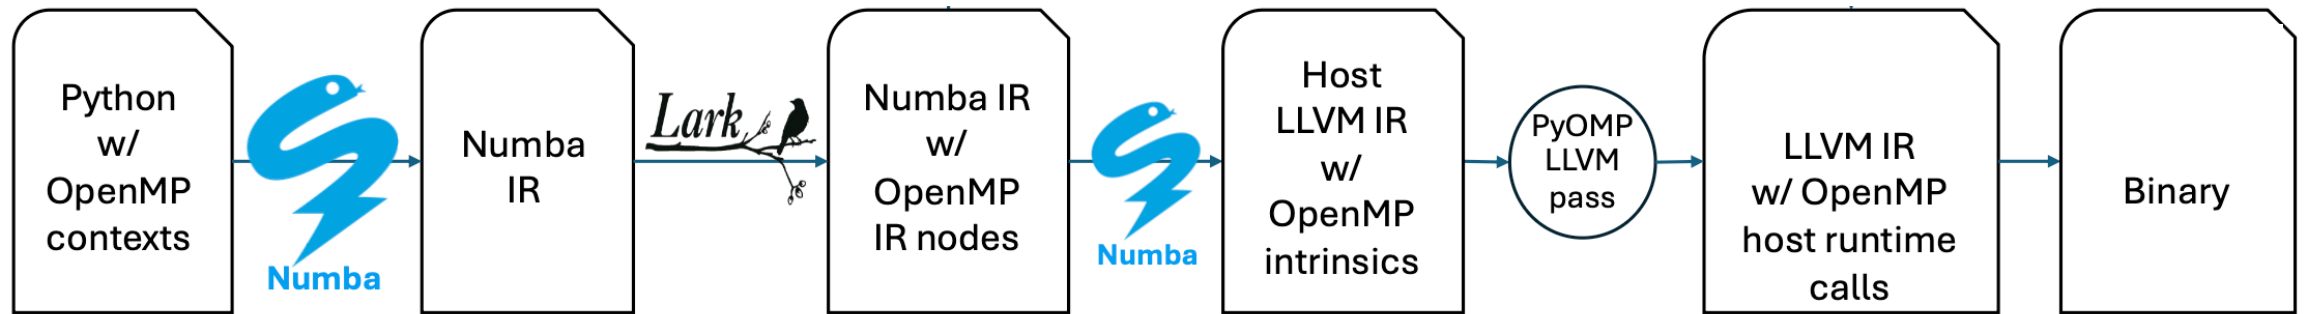 Python
w/
OpenMP
contexts
Numba
Numba
IR
Lark
Numba IR
w/
OpenMP
IR nodes
Numba
Host
LLVM IR
w/
OpenMP
intrinsics
PyOMP
LLVM
pass
LLVM IR
w/ OpenMP
host runtime
calls
Binary